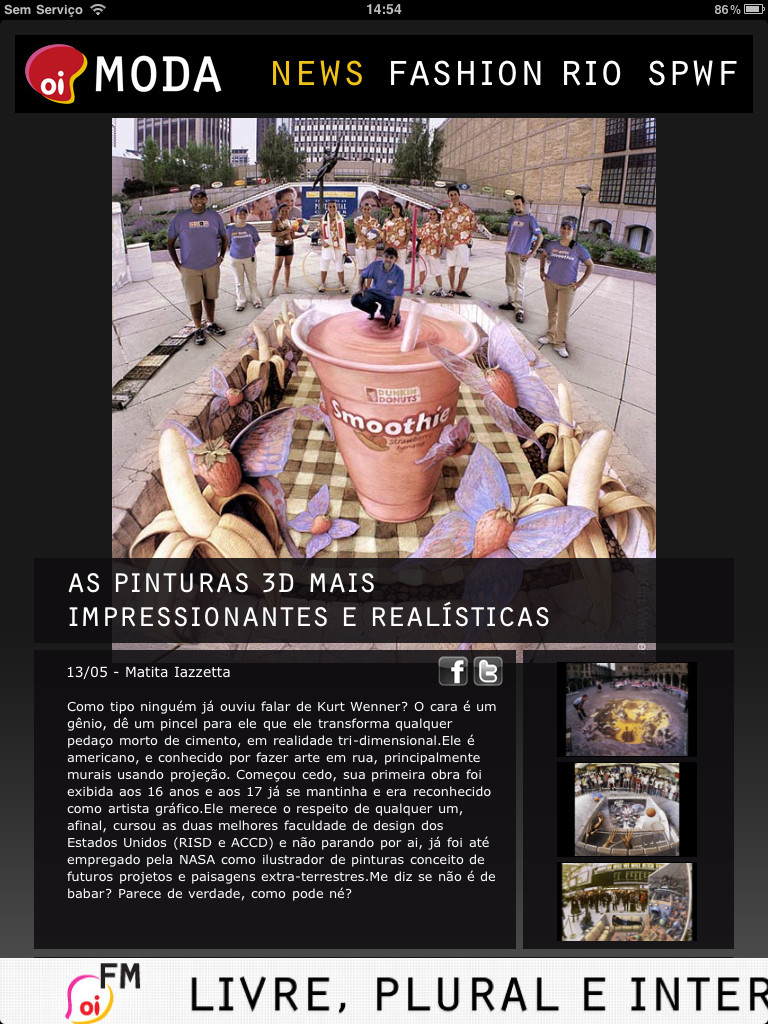 Sem Serviço
14:54
86%
oi MODA
NEWS FASHION RIO SPWF
DUNKIN'
DONUTS
Smoothie
Strawberry
banana
AS PINTURAS 3D MAIS
IMPRESSIONANTES E REALÍSTICAS
13/05 - Matita Iazzetta
Como tipo ninguém já ouviu falar de Kurt Wenner? O cara é um
gênio, dê um pincel para ele que ele transforma qualquer
pedaço morto de cimento, em realidade tri-dimensional.Ele é
americano, e conhecido por fazer arte em rua, principalmente
murais usando projeção. Começou cedo, sua primeira obra foi
exibida aos 16 anos e aos 17 já se mantinha e era reconhecido
como artista gráfico.Ele merece o respeito de qualquer um,
afinal, cursou as duas melhores faculdade de design dos
Estados Unidos (RISD e ACCD) e não parando por ai, já foi até
empregado pela NASA como ilustrador de pinturas conceito de
futuros projetos e paisagens extra-terrestres.Me diz se não é de
babar? Parece de verdade, como pode né?
oi FM
LIVRE, PLURAL E INTER